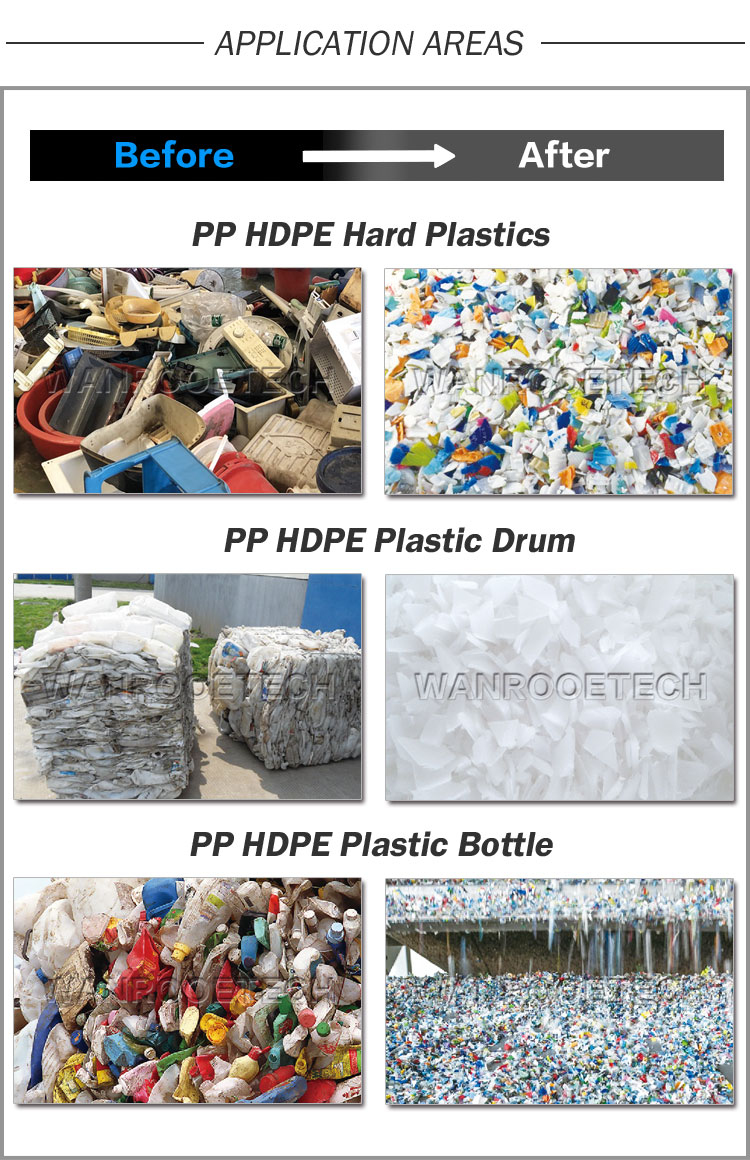 APPLICATION AREAS
Before
After
PP HDPE Hard Plastics
WANROOETECH
WANROOETECH
PP HDPE Plastic Drum
WANROOETECH
WANROOETECH
PP HDPE Plastic Bottle
WANROOETECH
WANROOETECH